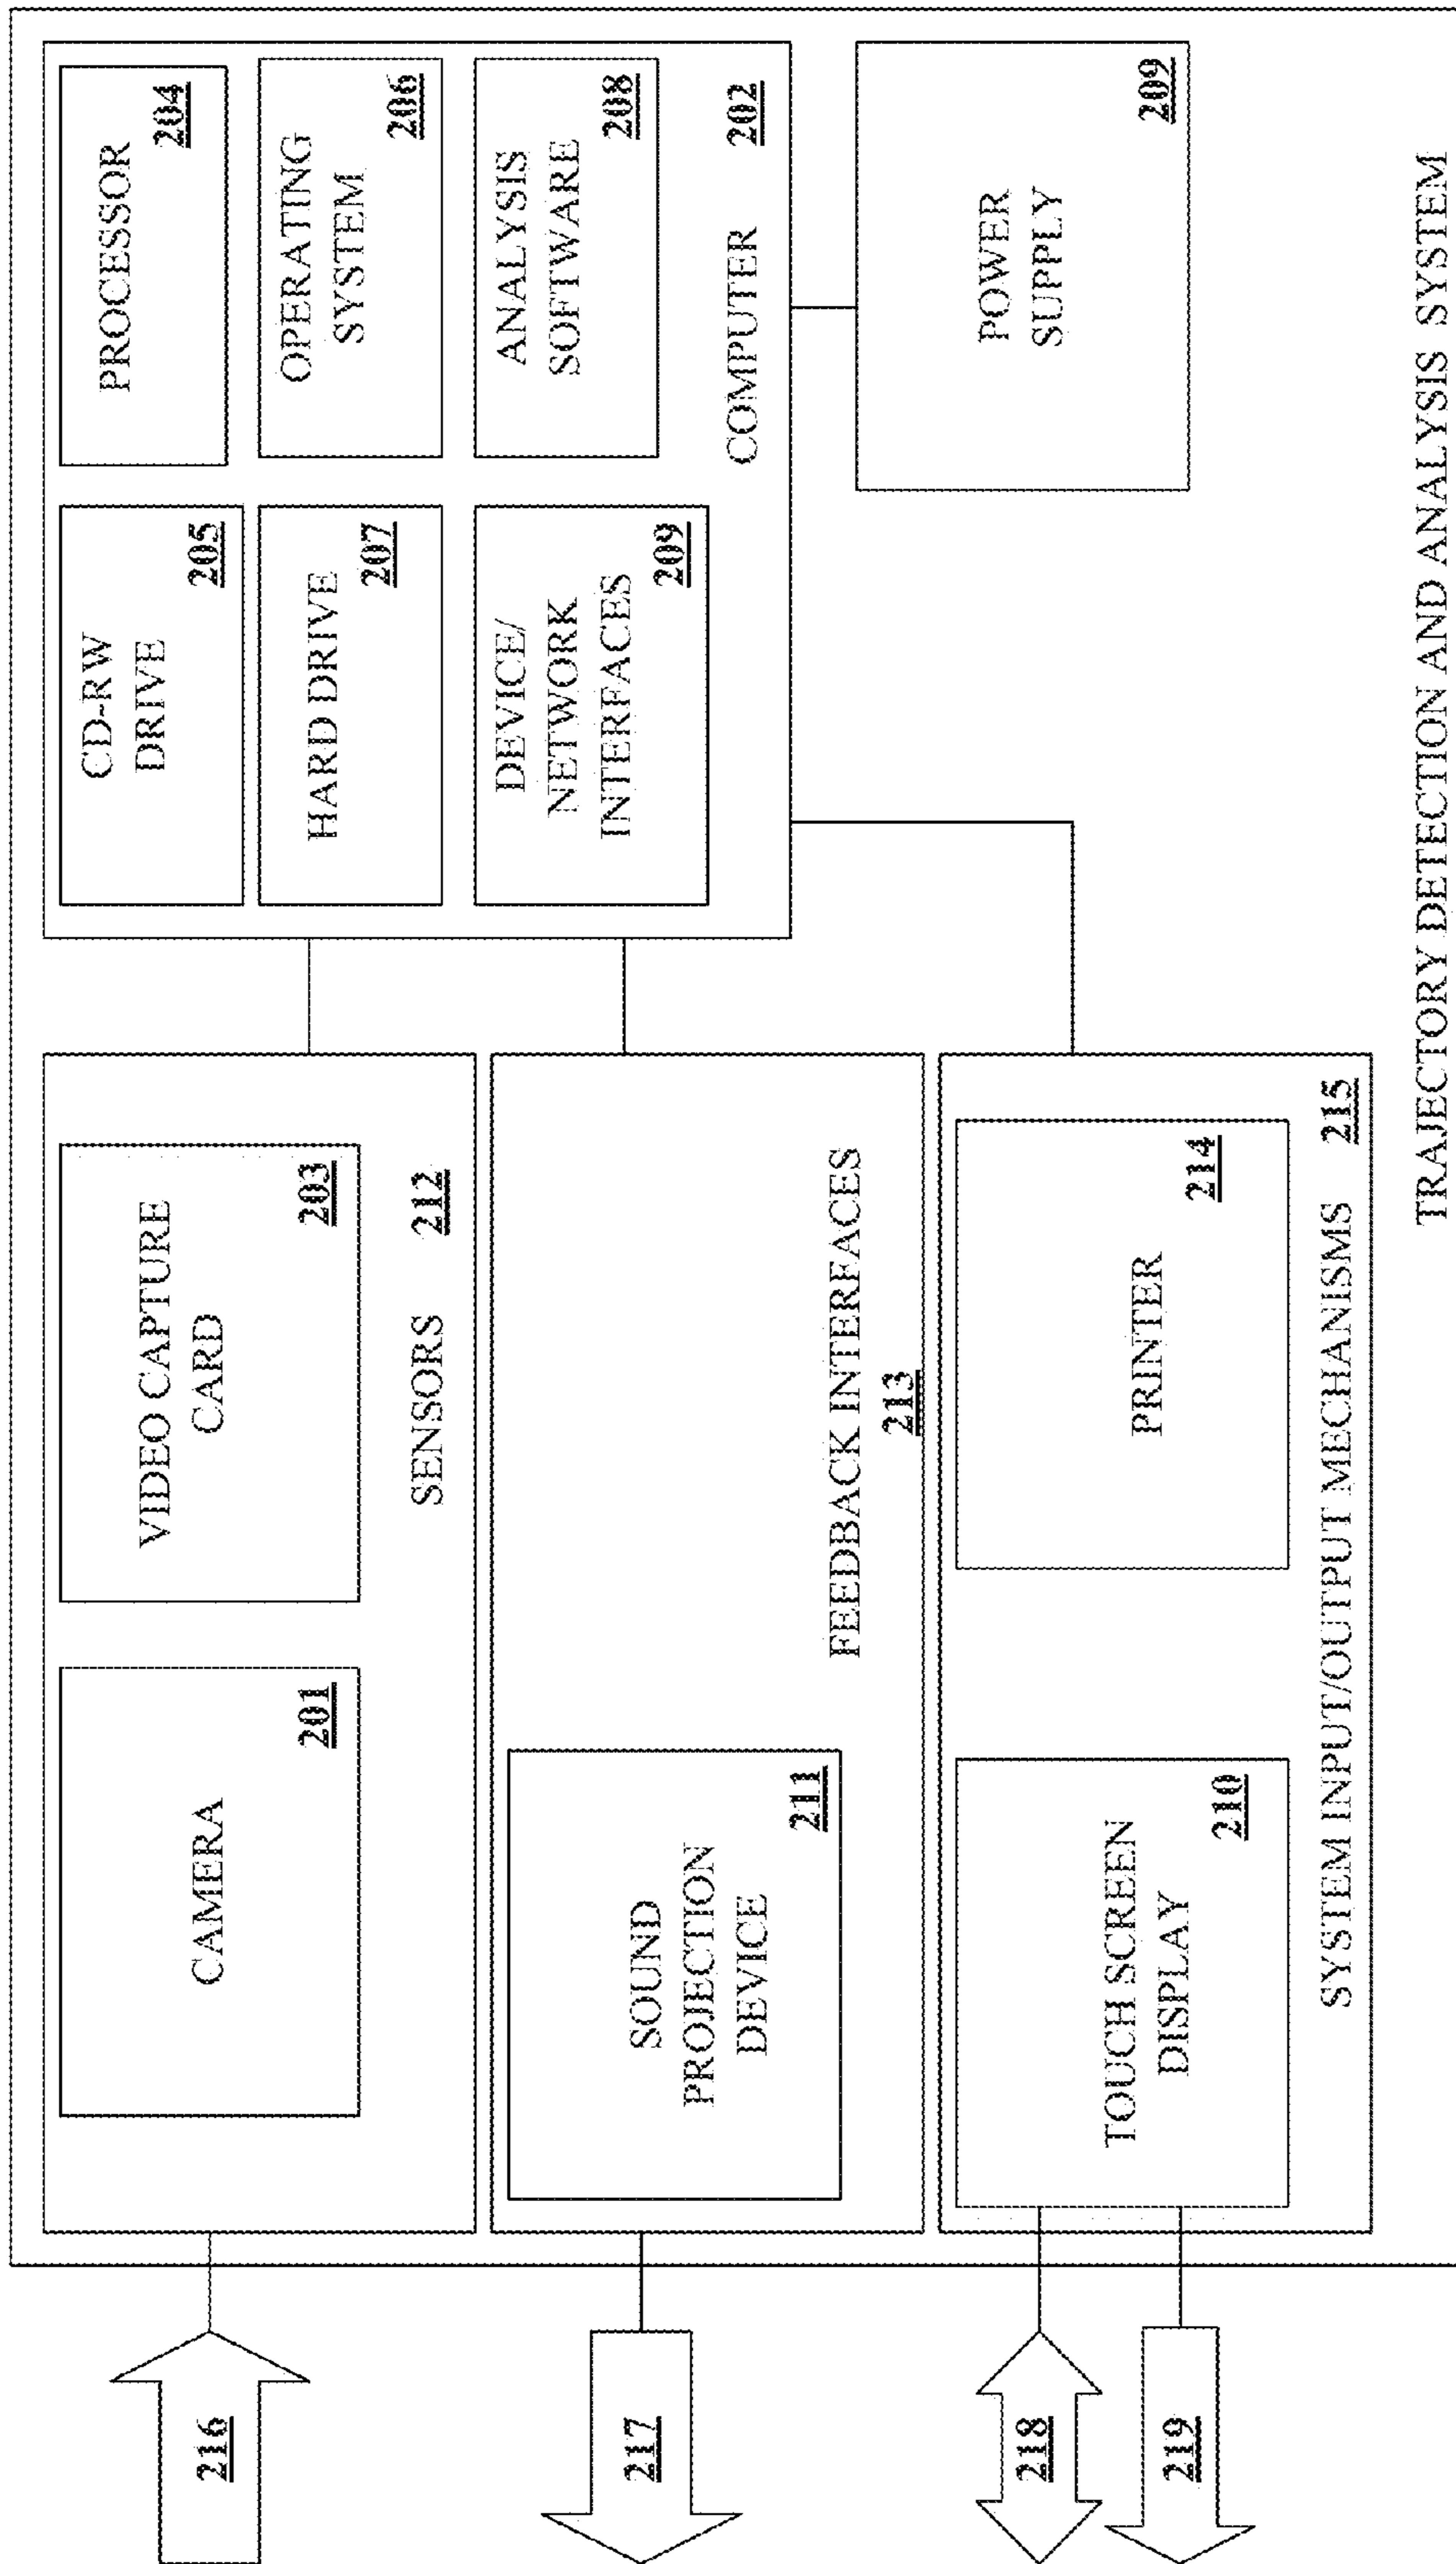 216
CAMERA
201
VIDEO CAPTURE
CARD
203
SENSORS 212
217
SOUND
PROJECTION
DEVICE
211
FEEDBACK INTERFACES
213
218
219
TOUCH SCREEN
DISPLAY
210
PRINTER
214
SYSTEM INPUT/OUTPUT MECHANISMS 215
CD-RW
DRIVE
205
PROCESSOR
204
HARD DRIVE
207
OPERATING
SYSTEM
206
DEVICE/
NETWORK
INTERFACES
209
ANALYSIS
SOFTWARE
208
COMPUTER 202
POWER
SUPPLY
209
TRAJECTORY DETECTION AND ANALYSIS SYSTEM